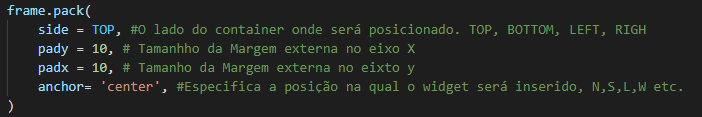 frame.pack(
side = TOP, #O lado do container onde será posicionado. TOP, BOTTOM, LEFT, RIGH
pady = 10, # Tamanhho da Margem externa no eixo X
padx = 10, # Tamanho da Margem externa no eixto y
anchor= 'center', #Especifica a posição na qual o widget será inserido, N,S,L,W etc.
)